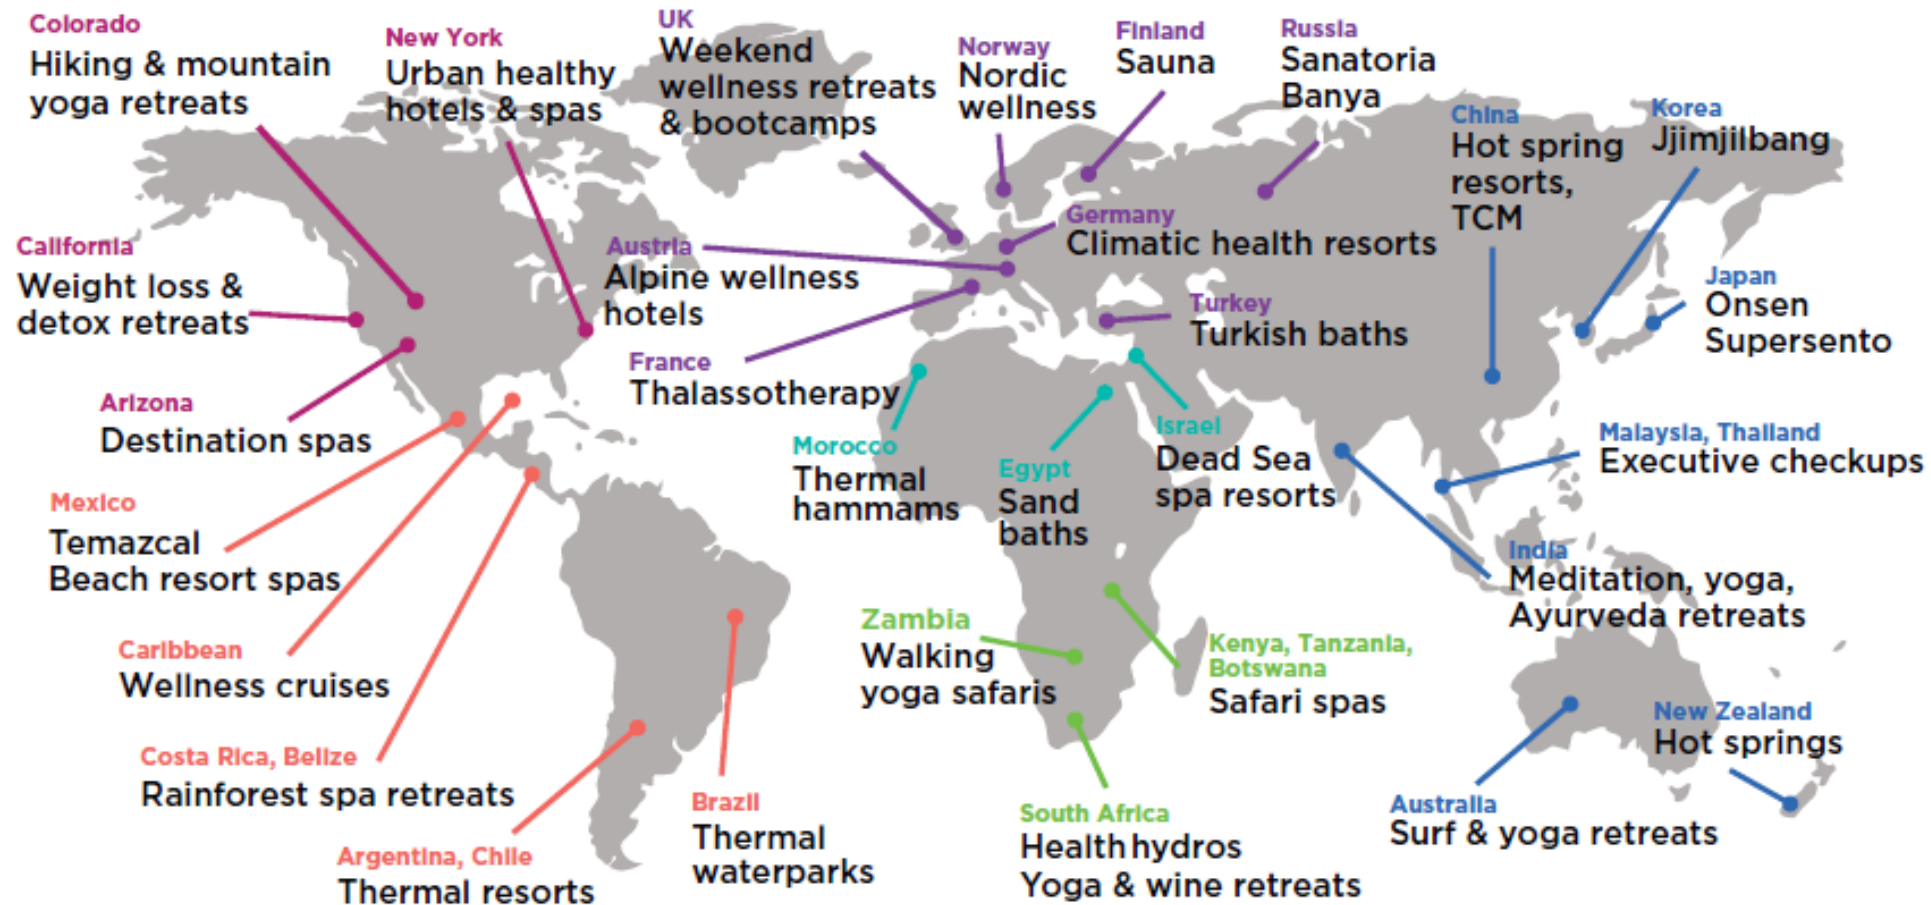 Colorado
Hiking & mountain
yoga retreats
New York
Urban healthy
hotels & spas
UK
Weekend
wellness retreats
& bootcamps
Norway
Nordic
wellness
Finland
Sauna
Russia
Sanatoria
Banya
China
Hot spring
resorts,
TCM
Korea
Jjimjilbang
California
Weight loss &
detox retreats
Austria
Alpine wellness
hotels
Germany
Climatic health resorts
Turkey
Turkish baths
Japan
Onsen
Supersento
France
Thalassotherapy
Arizona
Destination spas
Morocco
Thermal
hammams
Egypt
Sand
baths
Israel
Dead Sea
spa resorts
Malaysia, Thailand
Executive checkups
Mexico
Temazcal
Beach resort spas
India
Meditation, yoga,
Ayurveda retreats
Caribbean
Wellness cruises
Zambia
Walking
yoga safaris
Kenya, Tanzania,
Botswana
Safari spas
Costa Rica, Belize
Rainforest spa retreats
New Zealand
Hot springs
Argentina, Chile
Thermal resorts
Brazil
Thermal
waterparks
South Africa
Health hydros
Yoga & wine retreats
Australia
Surf & yoga retreats